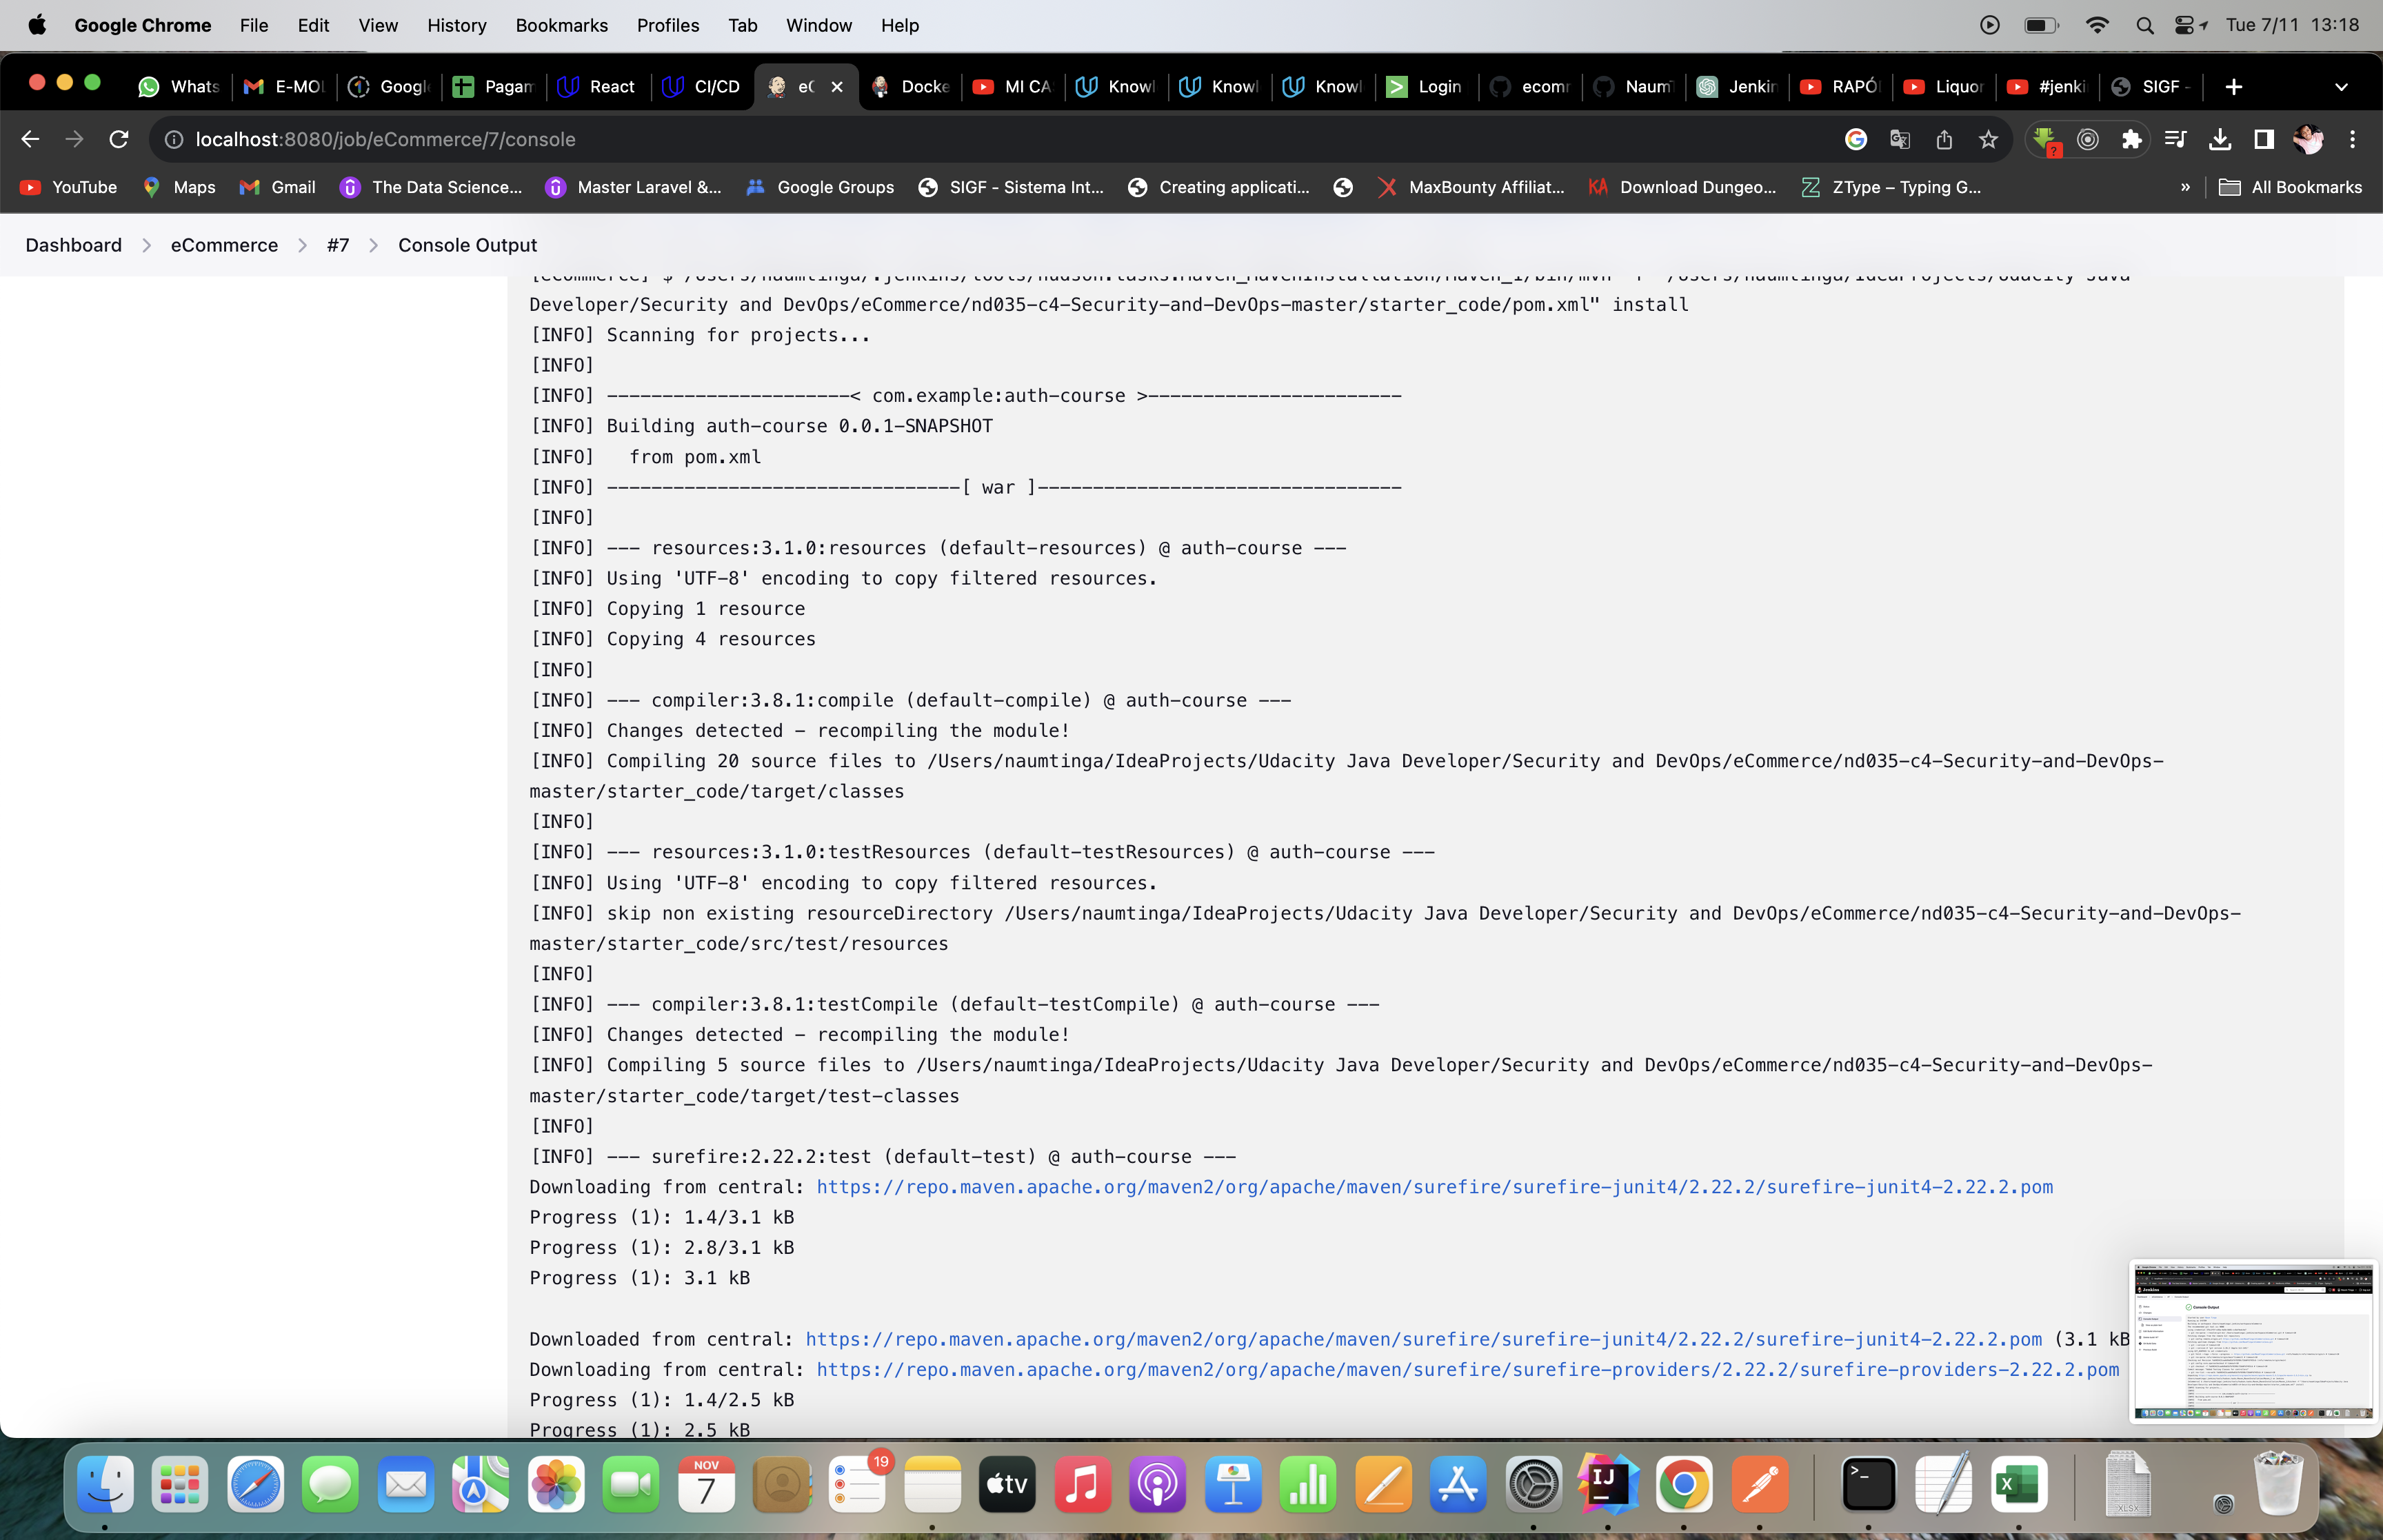 Google Chrome File Edit View History Bookmarks Profiles Tab Window Help Tue 7/11 13:18
Whats E-MOL Googl Pagam React CI/CD eC Docke MI CA Knowl Knowl Knowl Login ecomr NaumT Jenkin RAPÓ Liquor #jenki SIGF -
localhost:8080/job/eCommerce/7/console
YouTube Maps Gmail The Data Science... Master Laravel &... Google Groups SIGF - Sistema Int... Creating applicati... MaxBounty Affiliat... Download Dungeo... ZType – Typing G... » All Bookmarks
Dashboard > eCommerce > #7 > Console Output
Developer/Security and DevOps/eCommerce/nd035-c4-Security-and-DevOps-master/starter_code/pom.xml" install
[INFO] Scanning for projects...
[INFO]
[INFO] ----------------------< com.example:auth-course >-----------------------
[INFO] Building auth-course 0.0.1-SNAPSHOT
[INFO]   from pom.xml
[INFO] --------------------------------[ war ]---------------------------------
[INFO]
[INFO] --- resources:3.1.0:resources (default-resources) @ auth-course ---
[INFO] Using 'UTF-8' encoding to copy filtered resources.
[INFO] Copying 1 resource
[INFO] Copying 4 resources
[INFO]
[INFO] --- compiler:3.8.1:compile (default-compile) @ auth-course ---
[INFO] Changes detected - recompiling the module!
[INFO] Compiling 20 source files to /Users/naumtinga/IdeaProjects/Udacity Java Developer/Security and DevOps/eCommerce/nd035-c4-Security-and-DevOps-
master/starter_code/target/classes
[INFO]
[INFO] --- resources:3.1.0:testResources (default-testResources) @ auth-course ---
[INFO] Using 'UTF-8' encoding to copy filtered resources.
[INFO] skip non existing resourceDirectory /Users/naumtinga/IdeaProjects/Udacity Java Developer/Security and DevOps/eCommerce/nd035-c4-Security-and-DevOps-
master/starter_code/src/test/resources
[INFO]
[INFO] --- compiler:3.8.1:testCompile (default-testCompile) @ auth-course ---
[INFO] Changes detected - recompiling the module!
[INFO] Compiling 5 source files to /Users/naumtinga/IdeaProjects/Udacity Java Developer/Security and DevOps/eCommerce/nd035-c4-Security-and-DevOps-
master/starter_code/target/test-classes
[INFO]
[INFO] --- surefire:2.22.2:test (default-test) @ auth-course ---
Downloading from central: https://repo.maven.apache.org/maven2/org/apache/maven/surefire/surefire-junit4/2.22.2/surefire-junit4-2.22.2.pom
Progress (1): 1.4/3.1 kB
Progress (1): 2.8/3.1 kB
Progress (1): 3.1 kB
Downloaded from central: https://repo.maven.apache.org/maven2/org/apache/maven/surefire/surefire-junit4/2.22.2/surefire-junit4-2.22.2.pom (3.1 kB
Downloading from central: https://repo.maven.apache.org/maven2/org/apache/maven/surefire/surefire-providers/2.22.2/surefire-providers-2.22.2.pom
Progress (1): 1.4/2.5 kB
Progress (1): 2.5 kB
NOV 7 19 tv IJ XLSX